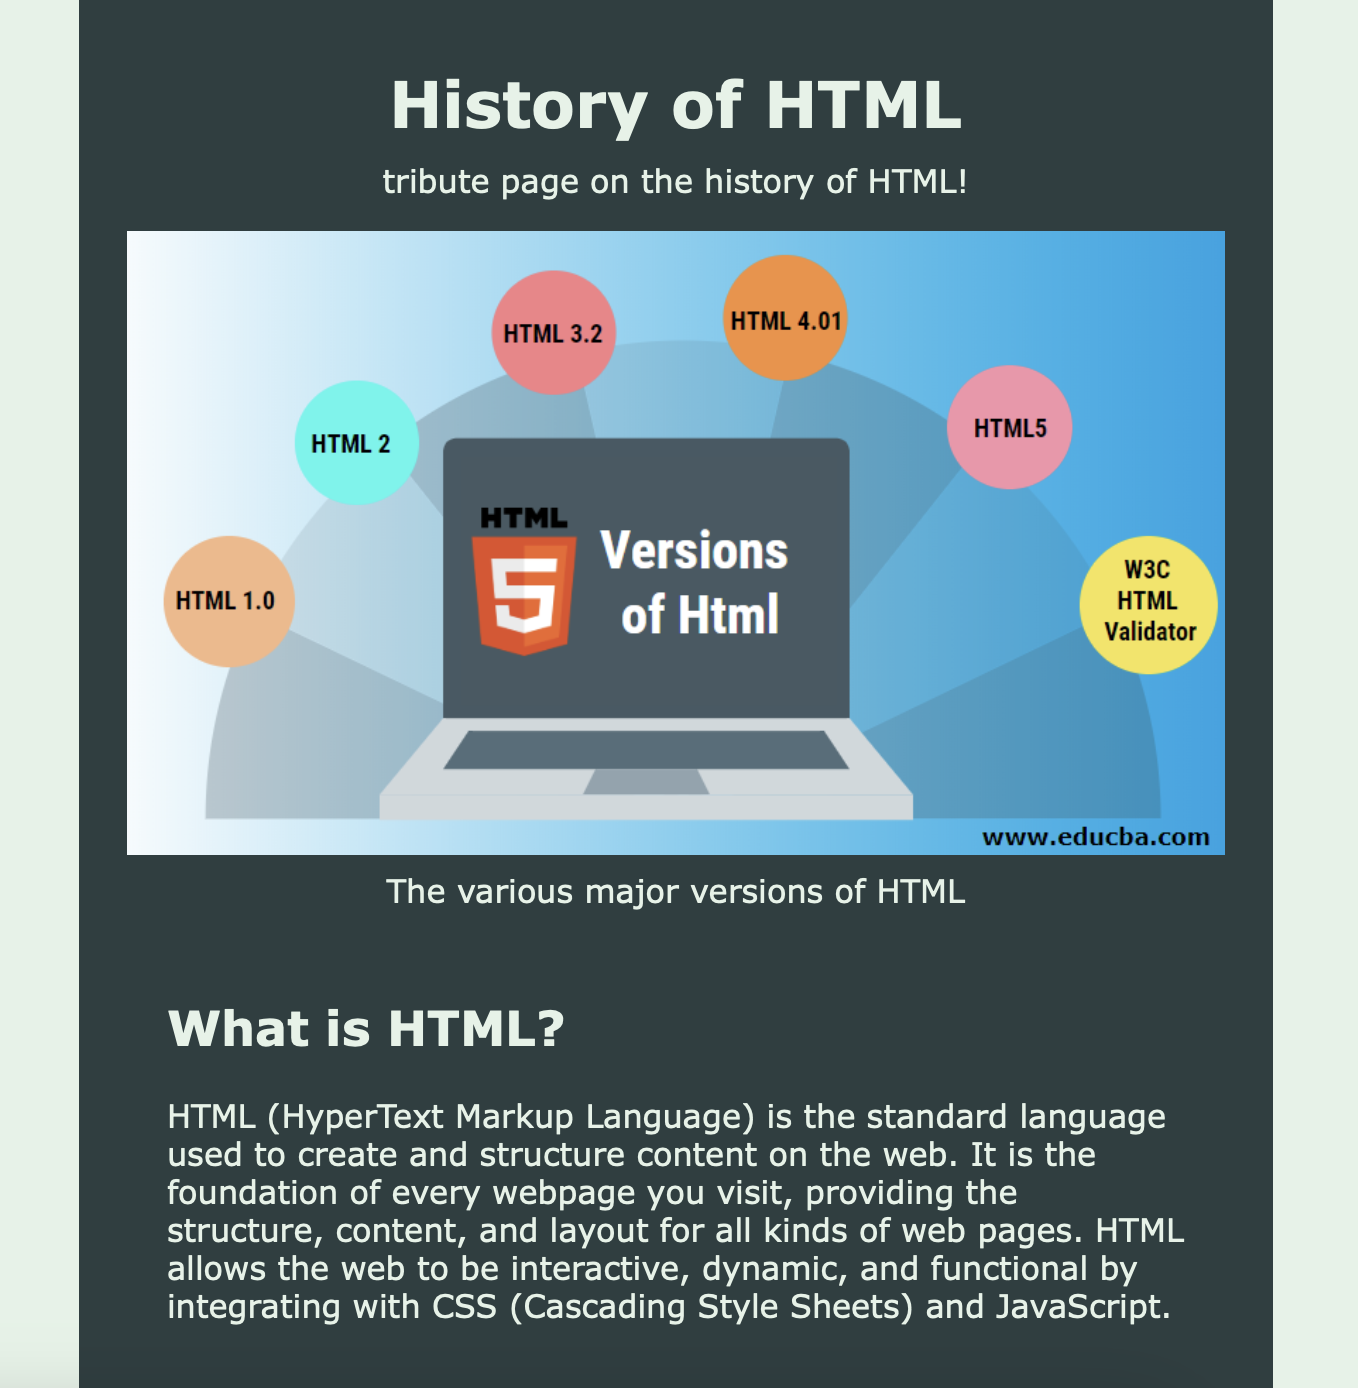 History of HTML
tribute page on the history of HTML!
HTML 1.0
HTML 2
HTML 3.2
HTML 4.01
HTML5
W3C
HTML
Validator
HTML
5
Versions
of Html
www.educba.com
The various major versions of HTML
What is HTML?
HTML (HyperText Markup Language) is the standard language
used to create and structure content on the web. It is the
foundation of every webpage you visit, providing the
structure, content, and layout for all kinds of web pages. HTML
allows the web to be interactive, dynamic, and functional by
integrating with CSS (Cascading Style Sheets) and JavaScript.